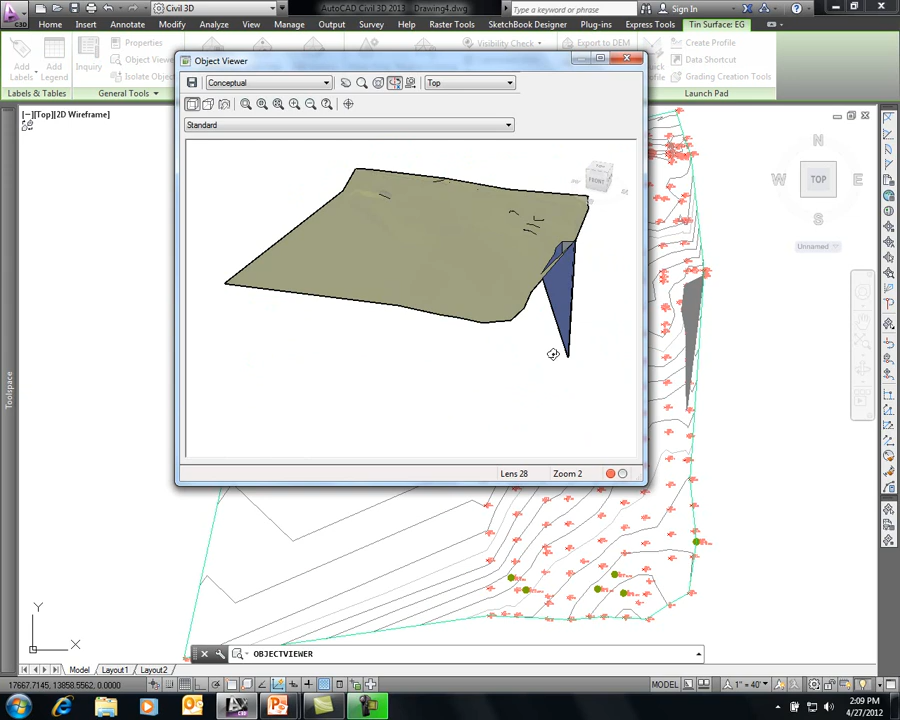 Civil 3D
AutoCAD Civil 3D 2013 Drawing4.dwg
Type a keyword or phrase
Sign In
Home Insert Annotate Modify Analyze View Manage Output Survey Raster Tools SketchBook Designer Plug-ins Express Tools Tin Surface: EG
Add Labels
Add Legend
Inquiry
Properties
Object Viewer
Isolate Objects
Visibility Check
Export to DEM
Create Profile
Data Shortcut
Grading Creation Tools
Labels & Tables
General Tools
Launch Pad
[−][Top][2D Wireframe]
Object Viewer
Conceptual
Top
Standard
FRONT
Lens 28
Zoom 2
N
W
TOP
E
S
Unnamed
Toolspace
Y
X
OBJECTVIEWER
Model Layout1 Layout2
17667.7145, 13858.5562, 0.0000
MODEL
1" = 40'
C3D
2:09 PM
4/27/2012